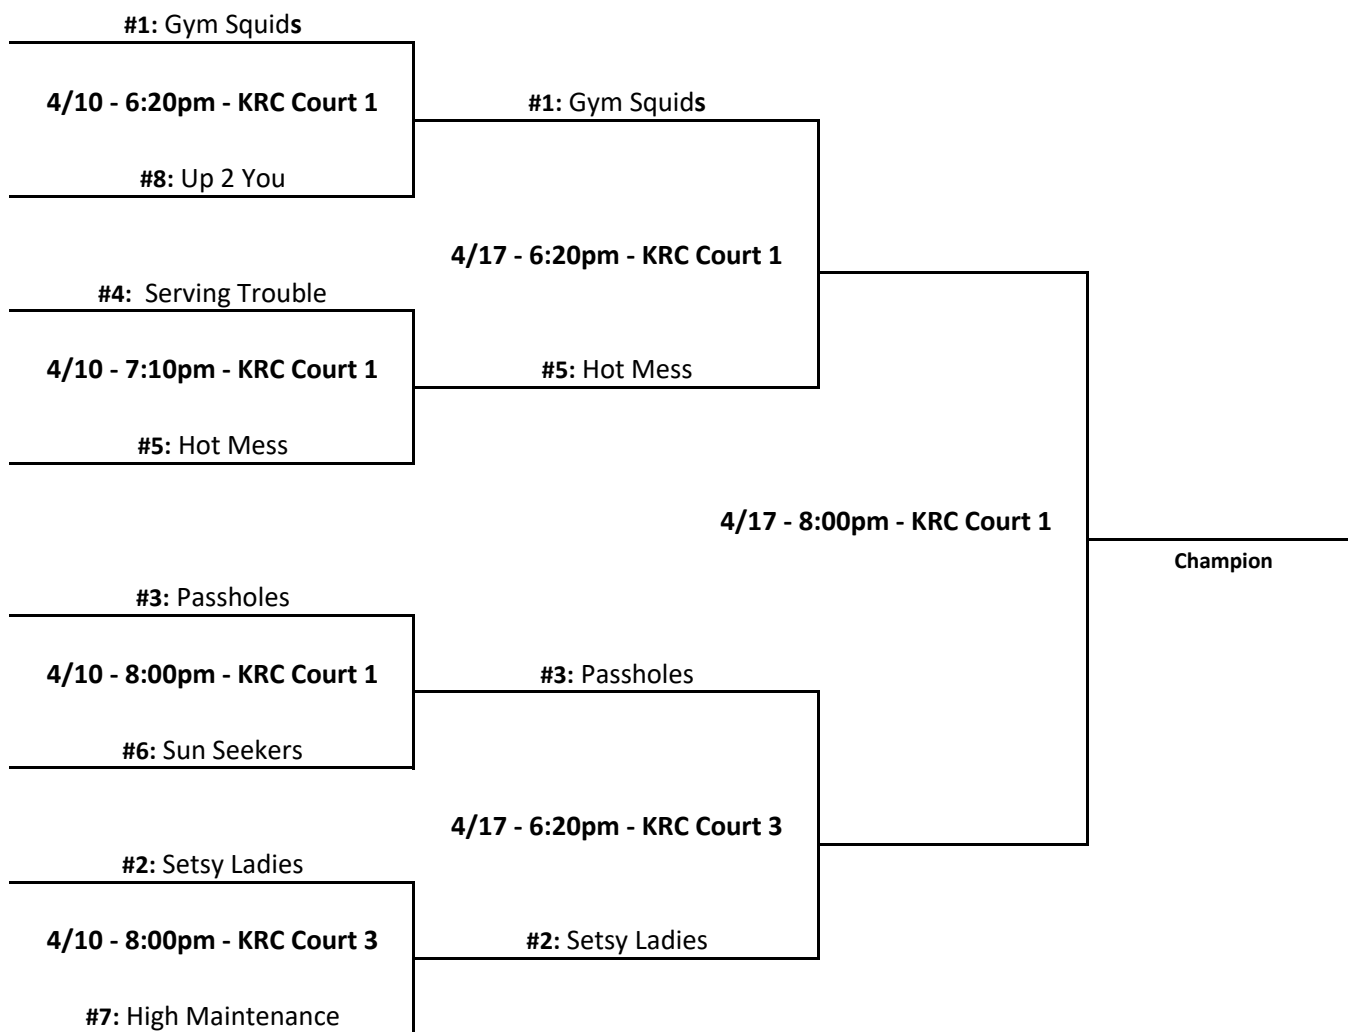 #1: Gym Squids
4/10 - 6:20pm - KRC Court 1
#1: Gym Squids
#8: Up 2 You
4/17 - 6:20pm - KRC Court 1
#4: Serving Trouble
4/10 - 7:10pm - KRC Court 1
#5: Hot Mess
#5: Hot Mess
4/17 - 8:00pm - KRC Court 1
Champion
#3: Passholes
4/10 - 8:00pm - KRC Court 1
#3: Passholes
#6: Sun Seekers
4/17 - 6:20pm - KRC Court 3
#2: Setsy Ladies
4/10 - 8:00pm - KRC Court 3
#2: Setsy Ladies
#7: High Maintenance